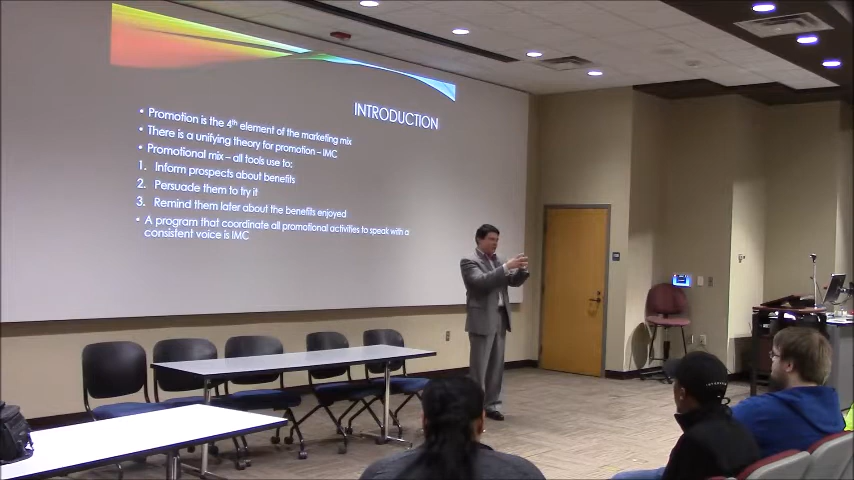 INTRODUCTION
• Promotion is the 4th element of the marketing mix
• There is a unifying theory for promotion – IMC
• Promotional mix – all tools use to:
1. Inform prospects about benefits
2. Persuade them to try it
3. Remind them later about the benefits enjoyed
• A program that coordinate all promotional activities to speak with a
consistent voice is IMC